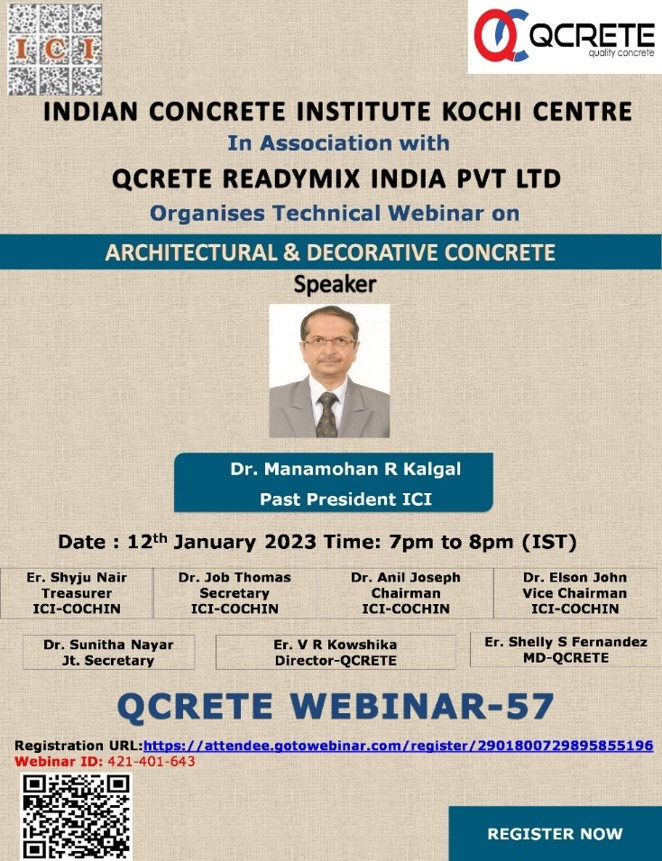 ICI
QCRETE
quality concrete
INDIAN CONCRETE INSTITUTE KOCHI CENTRE
In Association with
QCRETE READYMIX INDIA PVT LTD
Organises Technical Webinar on
ARCHITECTURAL & DECORATIVE CONCRETE
Speaker
Dr. Manamohan R Kalgal
Past President ICI
Date : 12th January 2023 Time: 7pm to 8pm (IST)
Er. Shyju Nair
Treasurer
ICI-COCHIN
Dr. Job Thomas
Secretary
ICI-COCHIN
Dr. Anil Joseph
Chairman
ICI-COCHIN
Dr. Elson John
Vice Chairman
ICI-COCHIN
Dr. Sunitha Nayar
Jt. Secretary
Er. V R Kowshika
Director-QCRETE
Er. Shelly S Fernandez
MD-QCRETE
QCRETE WEBINAR-57
Registration URL:https://attendee.gotowebinar.com/register/2901800729895855196
Webinar ID: 421-401-643
REGISTER NOW